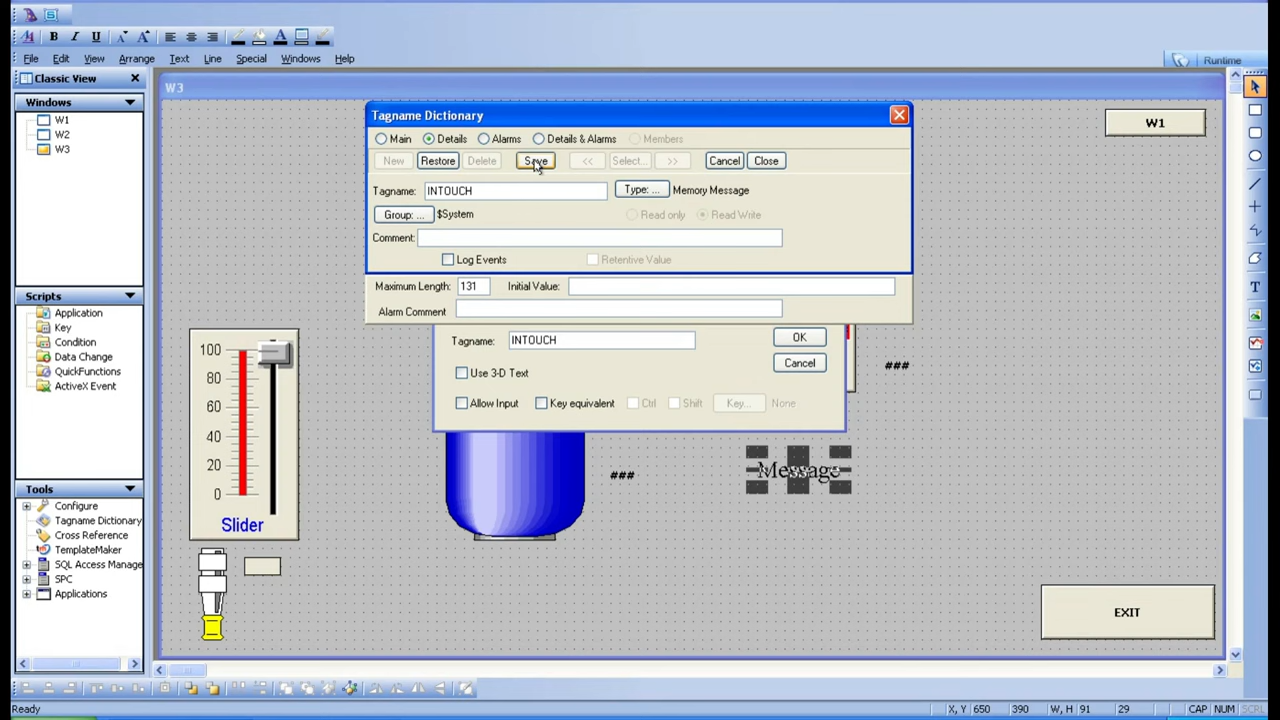 B I U A
File Edit View Arrange Text Line Special Windows Help
Runtime
Classic View
Windows
W1
W2
W3
Scripts
Application
Key
Condition
Data Change
QuickFunctions
ActiveX Event
Tools
Configure
Tagname Dictionary
Cross Reference
TemplateMaker
SQL Access Manage
SPC
Applications
W3
W1
Tagname Dictionary
Main Details Alarms Details & Alarms Members
New Restore Delete Save << Select... >> Cancel Close
Tagname: INTOUCH Type: ... Memory Message
Group: ... $System Read only Read Write
Comment:
Log Events Retentive Value
Maximum Length: 131 Initial Value:
Alarm Comment
Tagname: INTOUCH OK
Use 3-D Text Cancel
Allow Input Key equivalent Ctrl Shift Key... None
100
80
60
40
20
0
Slider
###
###
Message
EXIT
Ready X, Y 650 390 W, H 91 29 CAP NUM SCRL